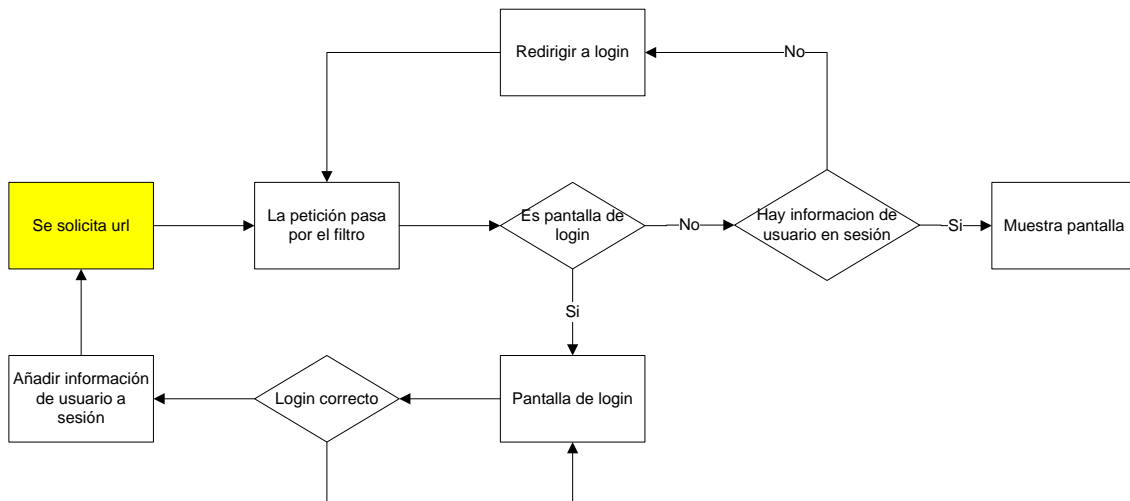 Redirigir a login
No
Se solicita url
La petición pasa
por el filtro
Es pantalla de
login
No
Hay informacion de
usuario en sesión
Si
Muestra pantalla
Si
Añadir información
de usuario a
sesión
Login correcto
Pantalla de login